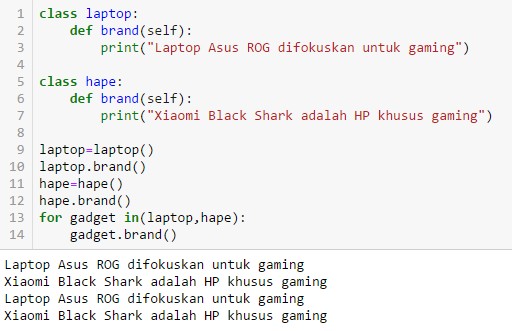 1 class laptop:
2     def brand(self):
3         print("Laptop Asus ROG difokuskan untuk gaming")
4
5 class hape:
6     def brand(self):
7         print("Xiaomi Black Shark adalah HP khusus gaming")
8
9 laptop=laptop()
10 laptop.brand()
11 hape=hape()
12 hape.brand()
13 for gadget in(laptop,hape):
14     gadget.brand()
Laptop Asus ROG difokuskan untuk gaming
Xiaomi Black Shark adalah HP khusus gaming
Laptop Asus ROG difokuskan untuk gaming
Xiaomi Black Shark adalah HP khusus gaming